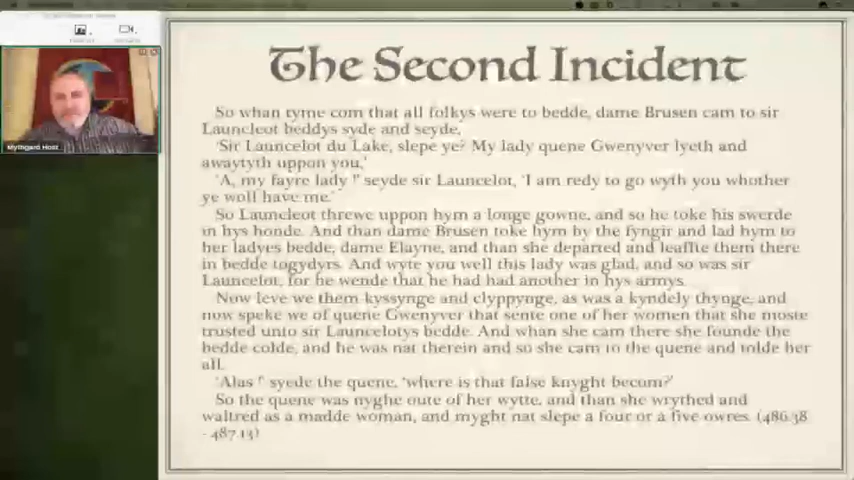 The Second Incident
So whan tyme com that all folkys were to bedde, dame Brusen cam to sir
Launcleot beddys syde and seyde,
'Sir Launcelot du Lake, slepe ye? My lady quene Gwenyver lyeth and
awaytyth uppon you,'
'A, my fayre lady !' seyde sir Launcelot, 'I am redy to go wyth you whother
ye woll have me.'
So Launcleot threwe uppon hym a longe gowne, and so he toke his swerde
in hys honde. And than dame Brusen toke hym by the fyngir and lad hym to
her ladyes bedde, dame Elayne, and than she departed and leaffte them there
in bedde togydyrs. And wyte you well this lady was glad, and so was sir
Launcelot, for he wende that he had had another in hys armys.
Now leve we them kyssynge and clyppynge, as was a kyndely thynge, and
now speke we of quene Gwenyver that sente one of her women that she moste
trusted unto sir Launcelotys bedde. And whan she cam there she founde the
bedde colde, and he was nat therein and so she cam to the quene and tolde her
all.
'Alas !' syede the quene, 'where is that false knyght becum?'
So the quene was nyghe oute of her wytte, and than she wrythed and
waltred as a madde woman, and myght nat slepe a four or a five owres. (486.38
- 487.13)
Mythgard Host